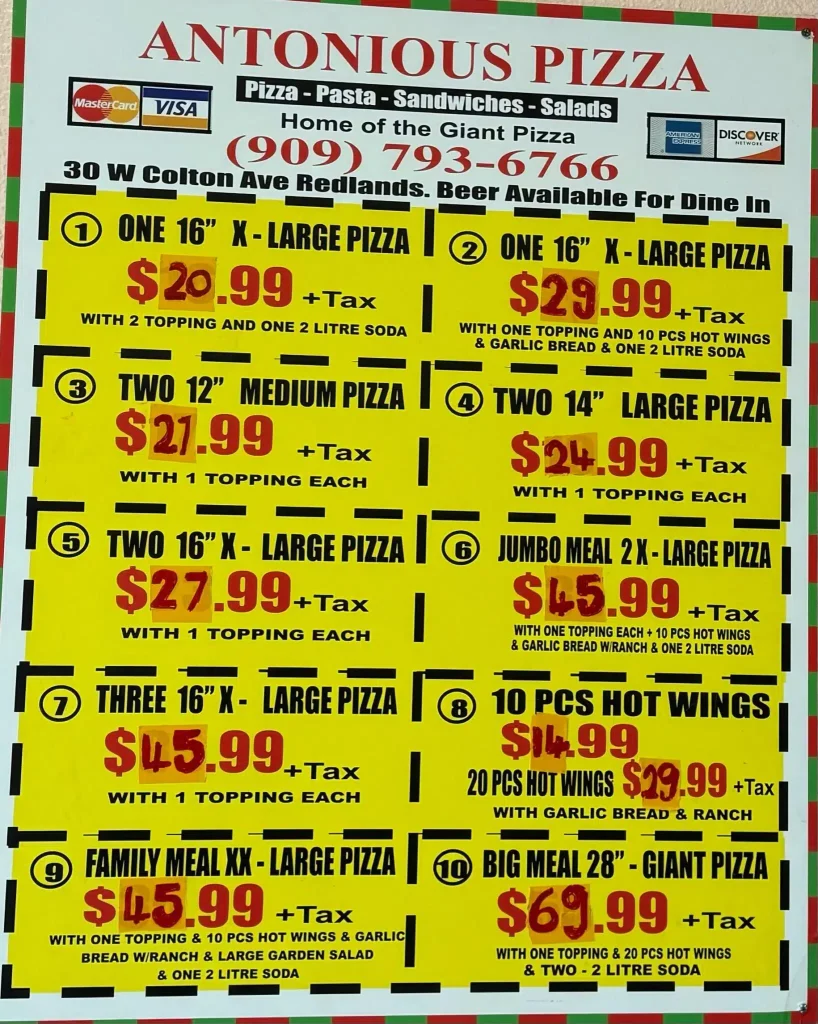 ANTONIOUS PIZZA
MasterCard VISA
Pizza - Pasta - Sandwiches - Salads
AMERICAN EXPRESS DISCOVER NETWORK
Home of the Giant Pizza
(909) 793-6766
30 W Colton Ave Redlands. Beer Available For Dine In
1 ONE 16” X - LARGE PIZZA
$20.99 +Tax
WITH 2 TOPPING AND ONE 2 LITRE SODA
2 ONE 16” X - LARGE PIZZA
$29.99 +Tax
WITH ONE TOPPING AND 10 PCS HOT WINGS
& GARLIC BREAD & ONE 2 LITRE SODA
3 TWO 12” MEDIUM PIZZA
$21.99 +Tax
WITH 1 TOPPING EACH
4 TWO 14” LARGE PIZZA
$24.99 +Tax
WITH 1 TOPPING EACH
5 TWO 16” X - LARGE PIZZA
$27.99 +Tax
WITH 1 TOPPING EACH
6 JUMBO MEAL 2 X - LARGE PIZZA
$45.99 +Tax
WITH ONE TOPPING EACH + 10 PCS HOT WINGS
& GARLIC BREAD W/RANCH & ONE 2 LITRE SODA
7 THREE 16” X - LARGE PIZZA
$45.99 +Tax
WITH 1 TOPPING EACH
8 10 PCS HOT WINGS
$14.99
20 PCS HOT WINGS $29.99 +Tax
WITH GARLIC BREAD & RANCH
9 FAMILY MEAL XX - LARGE PIZZA
$45.99 +Tax
WITH ONE TOPPING & 10 PCS HOT WINGS & GARLIC
BREAD W/RANCH & LARGE GARDEN SALAD
& ONE 2 LITRE SODA
10 BIG MEAL 28” - GIANT PIZZA
$69.99 +Tax
WITH ONE TOPPING & 20 PCS HOT WINGS
& TWO - 2 LITRE SODA